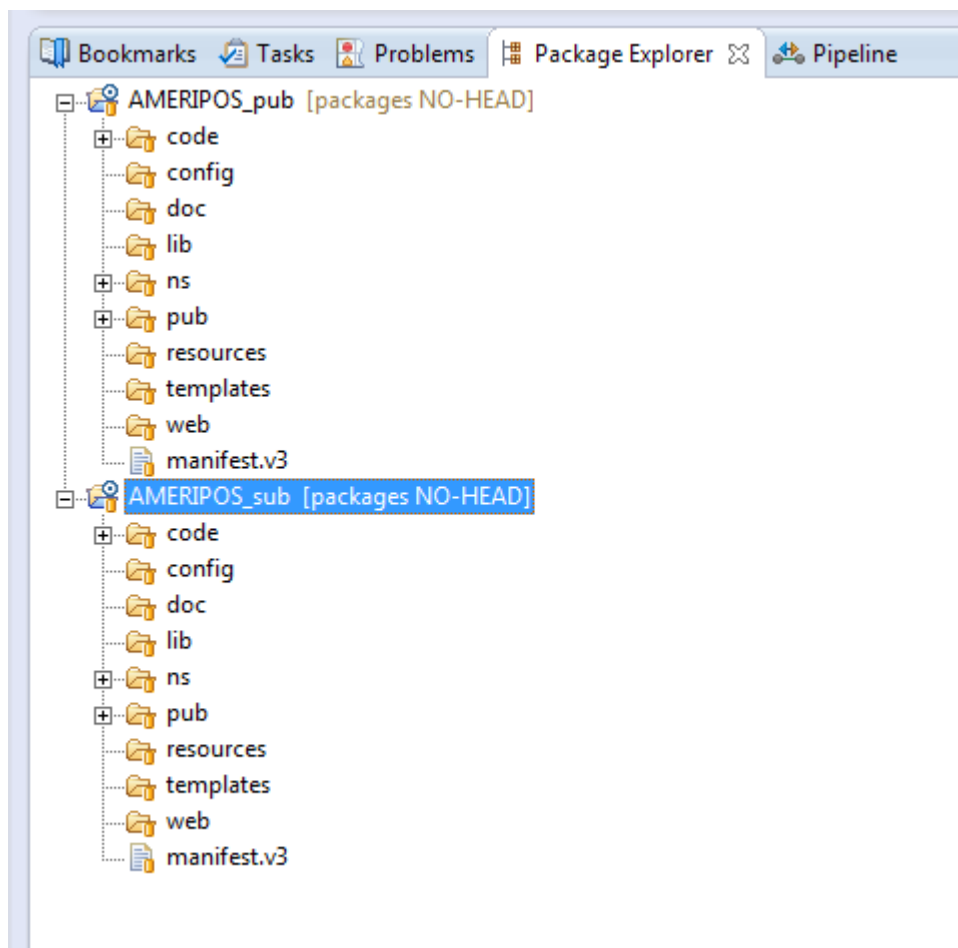 Bookmarks Tasks Problems Package Explorer Pipeline
AMERIPOS_pub [packages NO-HEAD]
code
config
doc
lib
ns
pub
resources
templates
web
manifest.v3
AMERIPOS_sub [packages NO-HEAD]
code
config
doc
lib
ns
pub
resources
templates
web
manifest.v3